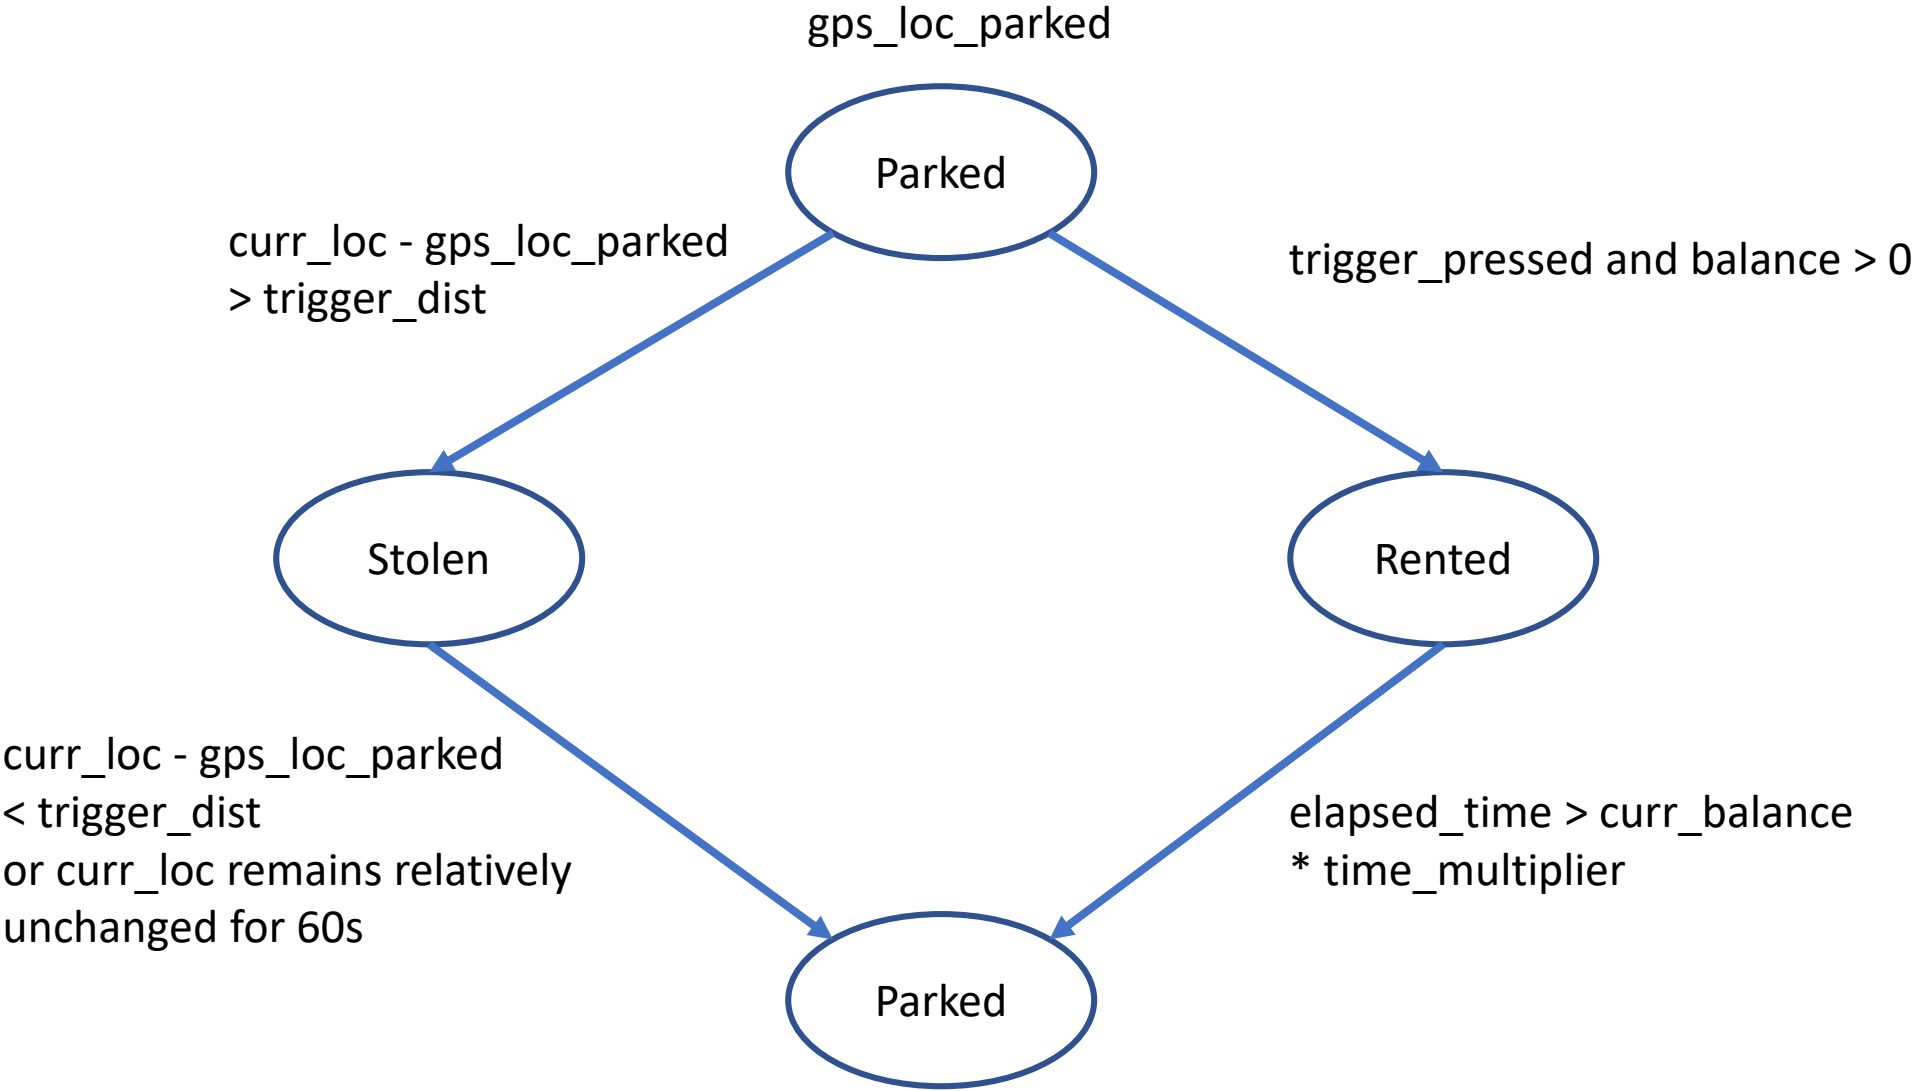 gps_loc_parked
Parked
curr_loc - gps_loc_parked
> trigger_dist
trigger_pressed and balance > 0
Stolen
Rented
curr_loc - gps_loc_parked
< trigger_dist
or curr_loc remains relatively
unchanged for 60s
elapsed_time > curr_balance
* time_multiplier
Parked